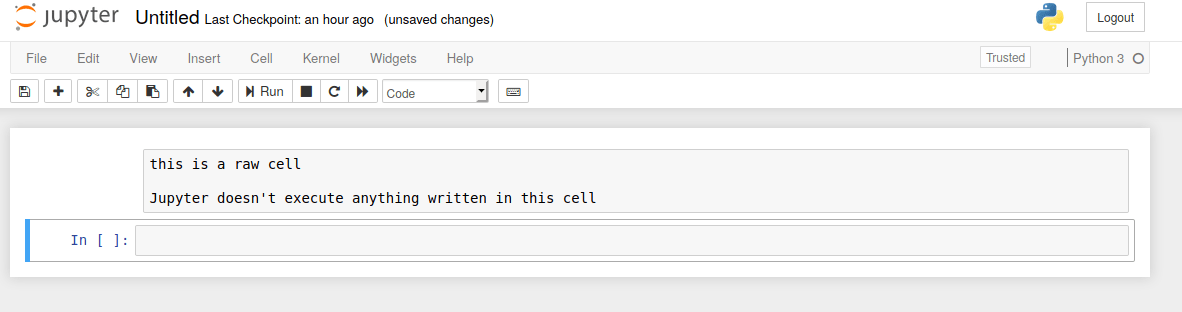 jupyter Untitled Last Checkpoint: an hour ago (unsaved changes) Logout
File Edit View Insert Cell Kernel Widgets Help Trusted Python 3
Run Code
this is a raw cell
Jupyter doesn't execute anything written in this cell
In [ ]: